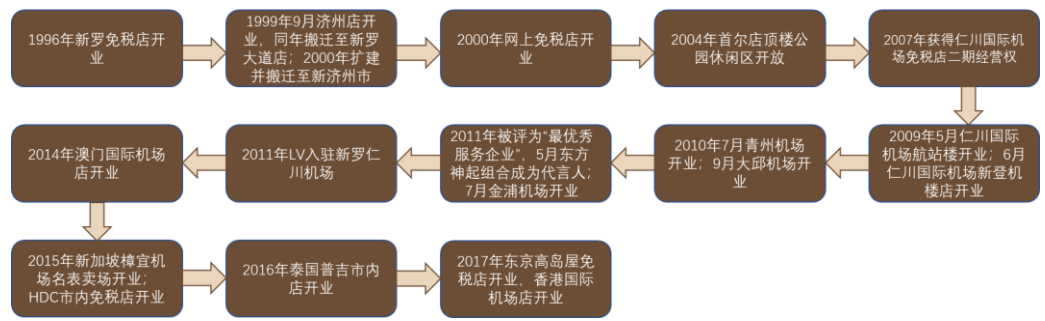 1996年新罗免税店开
业
1999年9月济州店开
业，同年搬迁至新罗
大道店；2000年扩建
并搬迁至新济州市
2000年网上免税店开
业
2004年首尔店顶楼公
园休闲区开放
2007年获得仁川国际机
场免税店二期经营权
2009年5月仁川国际
机场航站楼开业；6月
仁川国际机场新登机
楼店开业
2010年7月青州机场
开业；9月大邱机场开
业
2011年被评为“最优秀
服务企业”，5月东方
神起组合成为代言人；
7月金浦机场开业
2011年LV入驻新罗仁
川机场
2014年澳门国际机场
店开业
2015年新加坡樟宜机
场名表卖场开业；
HDC市内免税店开业
2016年泰国普吉市内
店开业
2017年东京高岛屋免
税店开业，香港国际
机场店开业